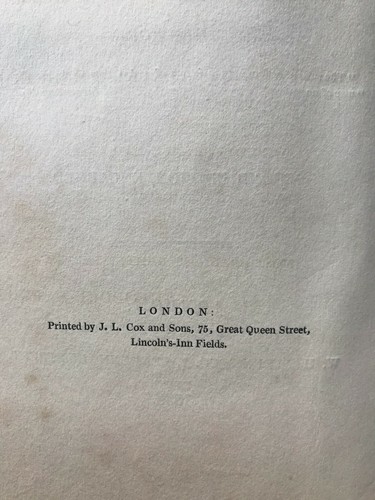 LONDON:
Printed by J. L. Cox and Sons, 75, Great Queen Street,
Lincoln's-Inn Fields.